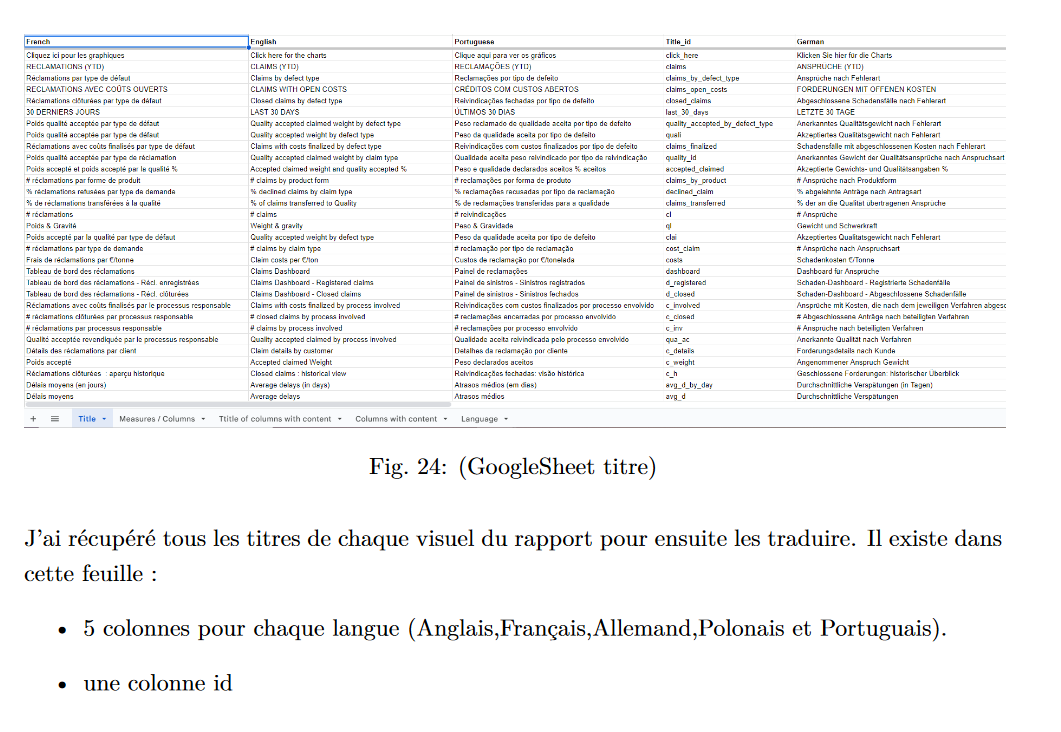 French English Portuguese Title_id German
Cliquez ici pour les graphiques Click here for the charts Clique aqui para ver os gráficos click_here Klicken Sie hier für die Charts
RÉCLAMATIONS (YTD) CLAIMS (YTD) RECLAMAÇÕES (YTD) claims ANSPRÜCHE (YTD)
Réclamations par type de défaut Claims by defect type Reclamações por tipo de defeito claims_by_defect_type Ansprüche nach Fehlerart
RECLAMATIONS AVEC COÛTS OUVERTS CLAIMS WITH OPEN COSTS CRÉDITOS COM CUSTOS ABERTOS claims_open_costs FORDERUNGEN MIT OFFENEN KOSTEN
Réclamations clôturées par type de défaut Closed claims by defect type Reivindicações fechadas por tipo de defeito closed_claims Abgeschlossene Schadensfälle nach Fehlerart
30 DERNIERS JOURS LAST 30 DAYS ÚLTIMOS 30 DIAS last_30_days LETZTE 30 TAGE
Poids qualité acceptée par type de défaut Quality accepted claimed weight by defect type Peso reclamado de qualidade aceita por tipo de defeito quality_accepted_by_defect_type Anerkanntes Qualitätsgewicht nach Fehlerart
Poids qualité acceptée par type de défaut Quality accepted weight by defect type Peso da qualidade aceita por tipo de defeito quali Akzeptiertes Qualitätsgewicht nach Fehlerart
Réclamations avec coûts finalisés par type de défaut Claims with costs finalized by defect type Reivindicações com custos finalizados por tipo de defeito claims_finalized Schadensfälle mit abgeschlossenen Kosten nach Fehlerart
Poids qualité acceptée par type de réclamation Quality accepted claimed weight by claim type Qualidade aceita peso reivindicado por tipo de reivindicação quality_id Anerkanntes Gewicht der Qualitätsansprüche nach Anspruchsart
Poids accepté et poids accepté par la qualité % Accepted claimed weight and quality accepted % Peso e qualidade declarados aceitos % aceitos accepted_claimed Akzeptierte Gewichts- und Qualitätsangaben %
# réclamations par forme de produit # claims by product form # reclamações por forma de produto claims_by_product # Ansprüche nach Produktform
% réclamations refusées par type de demande % declined claims by claim type % reclamações recusadas por tipo de reclamação declined_claim % abgelehnte Anträge nach Antragsart
% de réclamations transférées à la qualité % of claims transferred to Quality % de reclamações transferidas para a qualidade claims_transferred % der an die Qualität übertragenen Ansprüche
# réclamations # claims # reivindicações cl # Ansprüche
Poids & Gravité Weight & gravity Peso & Gravidade ql Gewicht und Schwerkraft
Poids accepté par la qualité par type de défaut Quality accepted weight by defect type Peso da qualidade aceita por tipo de defeito clai Akzeptiertes Qualitätsgewicht nach Fehlerart
# réclamations par type de demande # claims by claim type # reclamação por tipo de reclamação cost_claim # Ansprüche nach Anspruchsart
Frais de réclamations par €/tonne Claim costs per €/ton Custos de reclamação por €/tonelada costs Schadenkosten €/Tonne
Tableau de bord des réclamations Claims Dashboard Painel de reclamações dashboard Dashboard für Ansprüche
Tableau de bord des réclamations - Récl. enregistrées Claims Dashboard - Registered claims Painel de sinistros - Sinistros registrados d_registered Schaden-Dashboard - Registrierte Schadenfälle
Tableau de bord des réclamations - Récl. clôturées Claims Dashboard - Closed claims Painel de sinistros - Sinistros fechados d_closed Schaden-Dashboard - Abgeschlossene Schadenfälle
Réclamations avec coûts finalisés par le processus responsable Claims with costs finalized by process involved Reivindicações com custos finalizados por processo envolvido c_involved Ansprüche mit Kosten, die nach dem jeweiligen Verfahren abgesc
# réclamations clôturées par processus responsable # closed claims by process involved # reclamações encerradas por processo envolvido c_closed # Abgeschlossene Anträge nach beteiligten Verfahren
# réclamations par processus responsable # claims by process involved # reclamações por processo envolvido c_inv # Ansprüche nach beteiligten Verfahren
Qualité acceptée revendiquée par le processus responsable Quality accepted claimed by process involved Qualidade aceita reivindicada pelo processo envolvido qua_ac Anerkannte Qualität nach Verfahren
Détails des réclamations par client Claim details by customer Detalhes da reclamação por cliente c_details Forderungsdetails nach Kunde
Poids accepté Accepted claimed Weight Peso declarados aceitos c_weight Angenommener Anspruch Gewicht
Réclamations clôturées : aperçu historique Closed claims : historical view Reivindicações fechadas: visão histórica c_h Geschlossene Forderungen: historischer Überblick
Délais moyens (en jours) Average delays (in days) Atrasos médios (em dias) avg_d_by_day Durchschnittliche Verspätungen (in Tagen)
Délais moyens Average delays Atrasos médios avg_d Durchschnittliche Verspätungen
+ Title Measures / Columns Ttitle of columns with content Columns with content Language
Fig. 24: (GoogleSheet titre)
J'ai récupéré tous les titres de chaque visuel du rapport pour ensuite les traduire. Il existe dans
cette feuille :
• 5 colonnes pour chaque langue (Anglais,Français,Allemand,Polonais et Portuguais).
• une colonne id